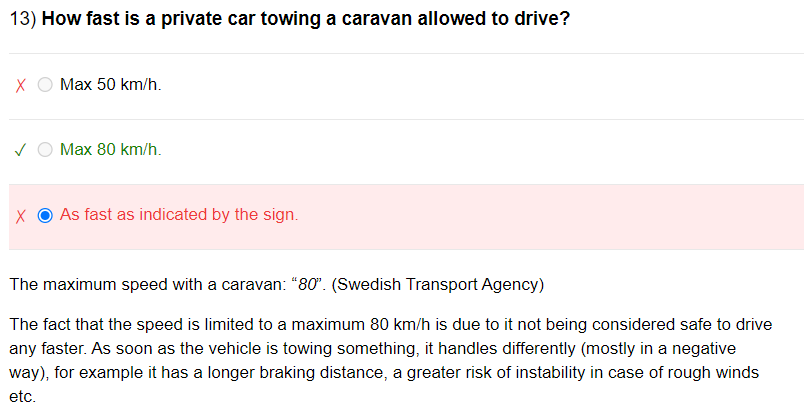 13) How fast is a private car towing a caravan allowed to drive?
Max 50 km/h.
Max 80 km/h.
As fast as indicated by the sign.
The maximum speed with a caravan: “80”. (Swedish Transport Agency)
The fact that the speed is limited to a maximum 80 km/h is due to it not being considered safe to drive
any faster. As soon as the vehicle is towing something, it handles differently (mostly in a negative
way), for example it has a longer braking distance, a greater risk of instability in case of rough winds
etc.